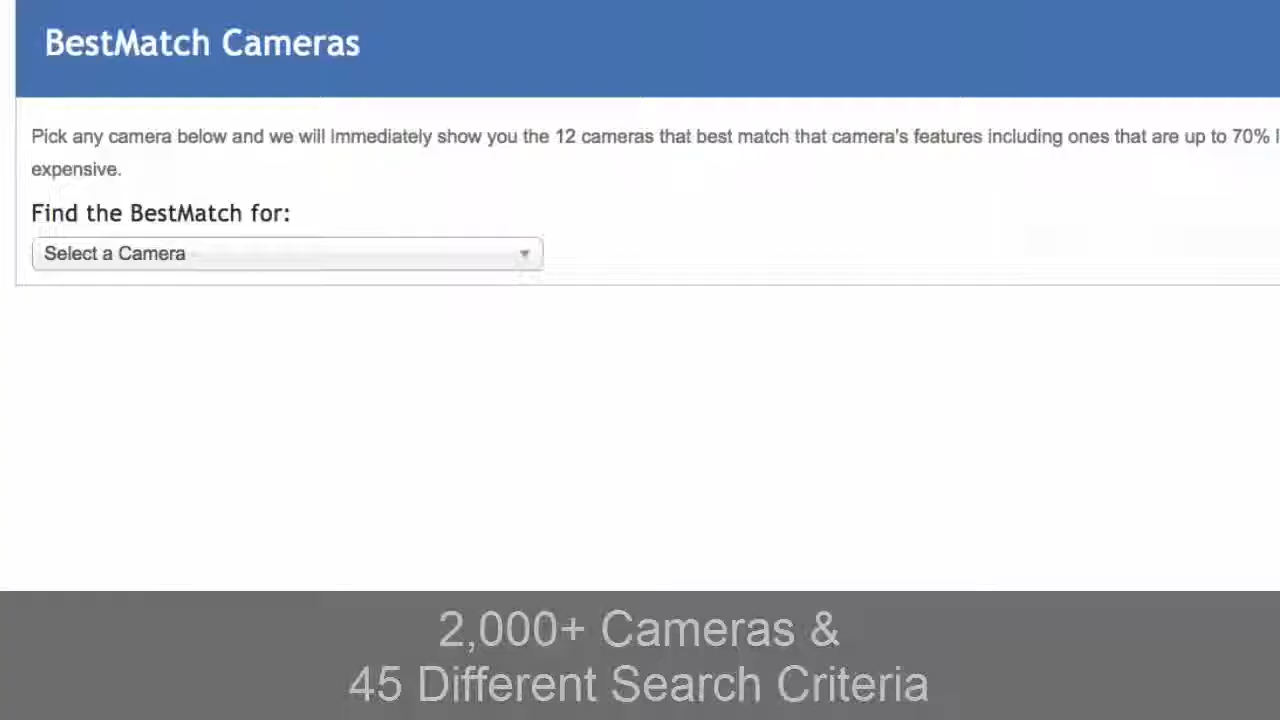 BestMatch Cameras
Pick any camera below and we will immediately show you the 12 cameras that best match that camera's features including ones that are up to 70%
expensive.
Find the BestMatch for:
Select a Camera
2,000+ Cameras &
45 Different Search Criteria